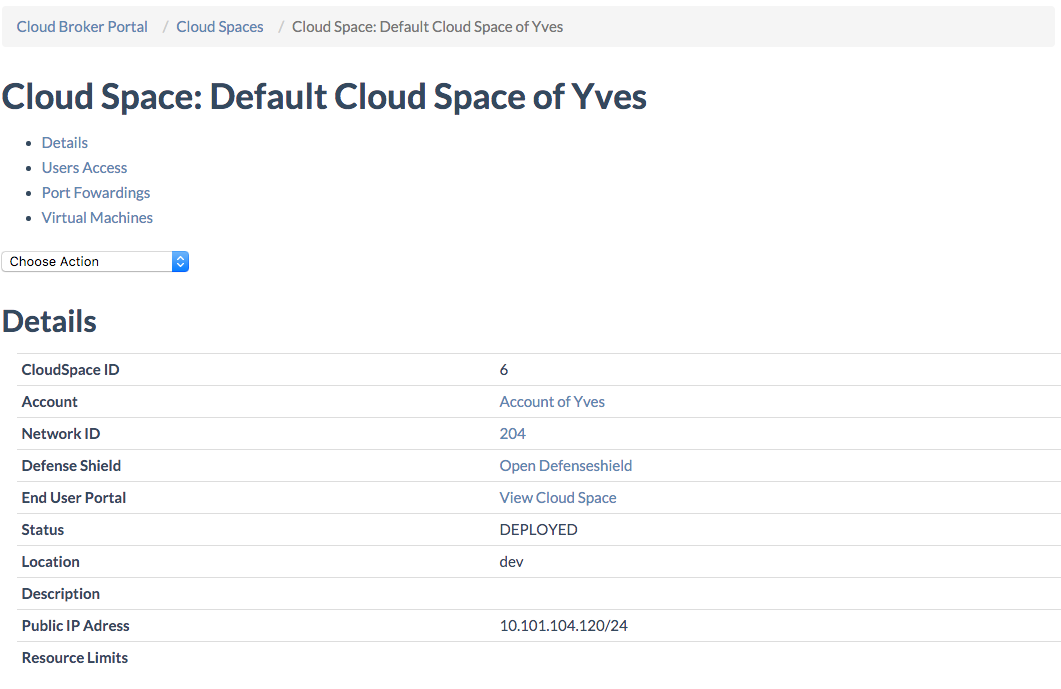 Cloud Broker Portal / Cloud Spaces / Cloud Space: Default Cloud Space of Yves
Cloud Space: Default Cloud Space of Yves
Details
Users Access
Port Fowardings
Virtual Machines
Choose Action
Details
CloudSpace ID 6
Account Account of Yves
Network ID 204
Defense Shield Open Defenseshield
End User Portal View Cloud Space
Status DEPLOYED
Location dev
Description
Public IP Adress 10.101.104.120/24
Resource Limits